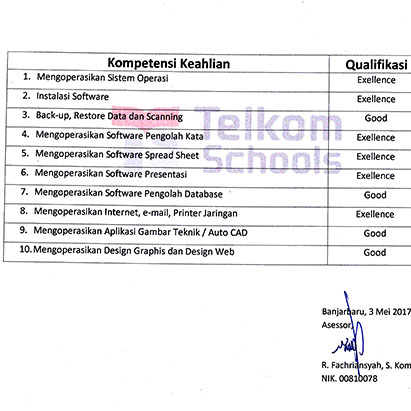 Kompetensi Keahlian Qualifikasi
1. Mengoperasikan Sistem Operasi Exellence
2. Instalasi Software Exellence
3. Back-up, Restore Data dan Scanning Good
4. Mengoperasikan Software Pengolah Kata Exellence
5. Mengoperasikan Software Spread Sheet Exellence
6. Mengoperasikan Software Presentasi Exellence
7. Mengoperasikan Software Pengolah Database Good
8. Mengoperasikan Internet, e-mail, Printer Jaringan Exellence
9. Mengoperasikan Aplikasi Gambar Teknik / Auto CAD Good
10. Mengoperasikan Design Graphis dan Design Web Good
Telkom
Schools
Banjarbaru, 3 Mei 2017
Asessor,
R. Fachriansyah, S. Kom
NIK. 00810078